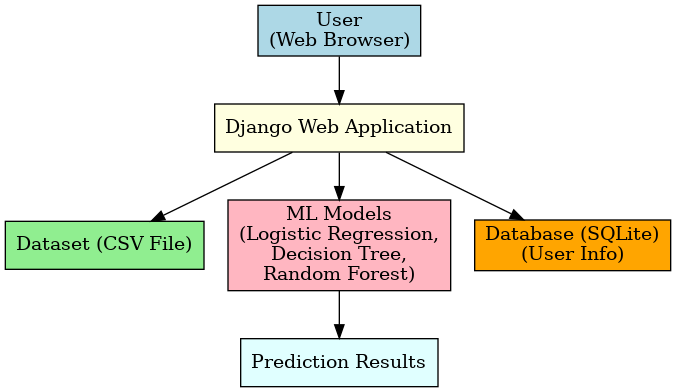 User
(Web Browser)
Django Web Application
Dataset (CSV File)
ML Models
(Logistic Regression,
Decision Tree,
Random Forest)
Database (SQLite)
(User Info)
Prediction Results